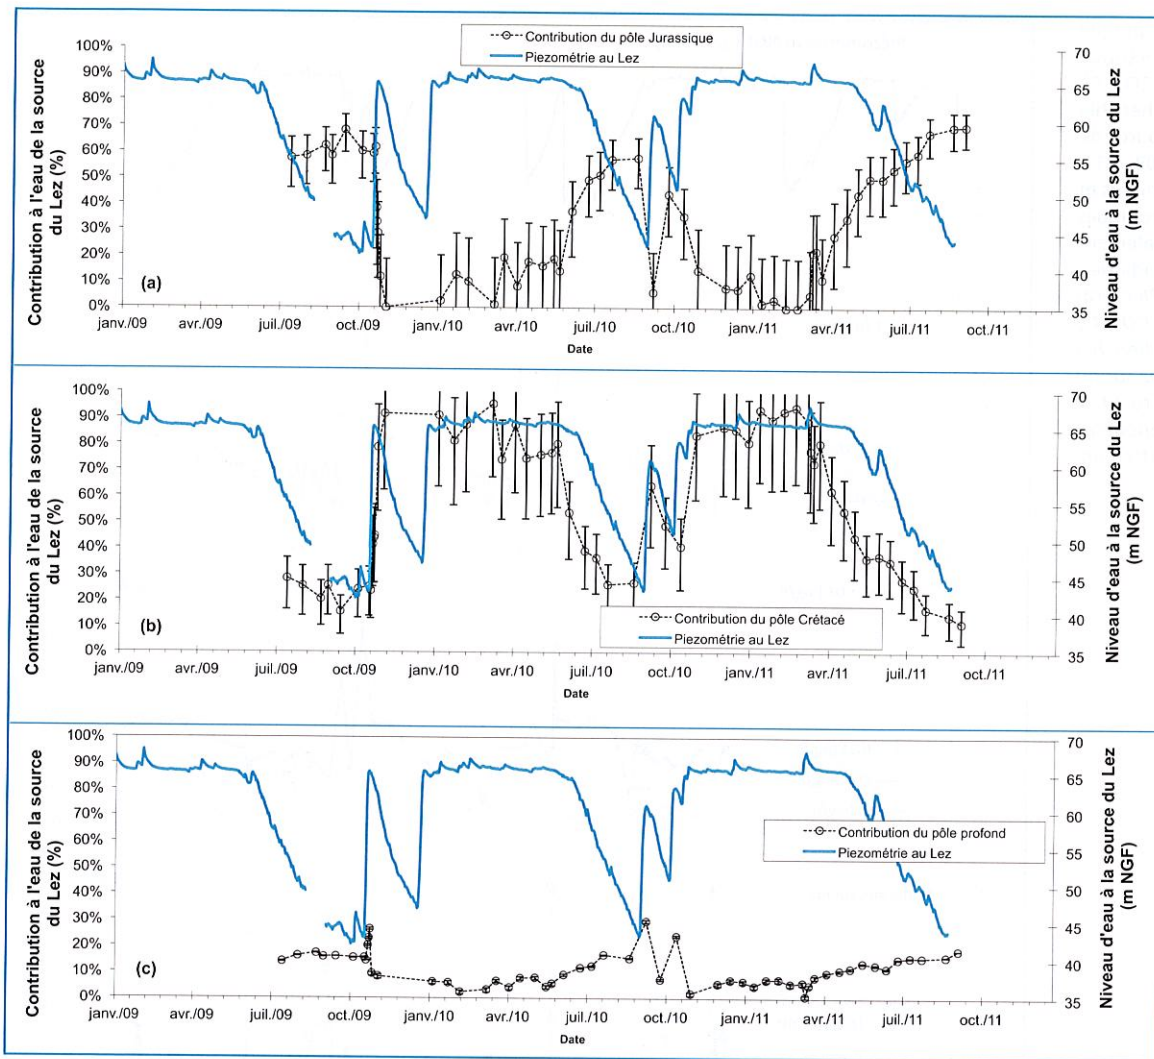 Contribution du pôle Jurassique
Piezométrie au Lez
Contribution à l'eau de la source
du Lez (%)
100%
90%
80%
70%
60%
50%
40%
30%
20%
10%
0%
(a)
70
65
60
55
50
45
40
35
Niveau d'eau à la source du Lez
(m NGF)
janv./09 avr./09 juil./09 oct./09 janv./10 avr./10 juil./10 oct./10 janv./11 avr./11 juil./11 oct./11
Date
Contribution à l'eau de la source
du Lez (%)
100%
90%
80%
70%
60%
50%
40%
30%
20%
10%
0%
(b)
Contribution du pôle Crétacé
Piezométrie au Lez
70
65
60
55
50
45
40
35
Niveau d'eau à la source du Lez
(m NGF)
janv./09 avr./09 juil./09 oct./09 janv./10 avr./10 juil./10 oct./10 janv./11 avr./11 juil./11 oct./11
Date
Contribution à l'eau de la source
du Lez (%)
100%
90%
80%
70%
60%
50%
40%
30%
20%
10%
0%
(c)
Contribution du pôle profond
Piezométrie au Lez
70
65
60
55
50
45
40
35
Niveau d'eau à la source du Lez
(m NGF)
janv./09 avr./09 juil./09 oct./09 janv./10 avr./10 juil./10 oct./10 janv./11 avr./11 juil./11 oct./11
Date